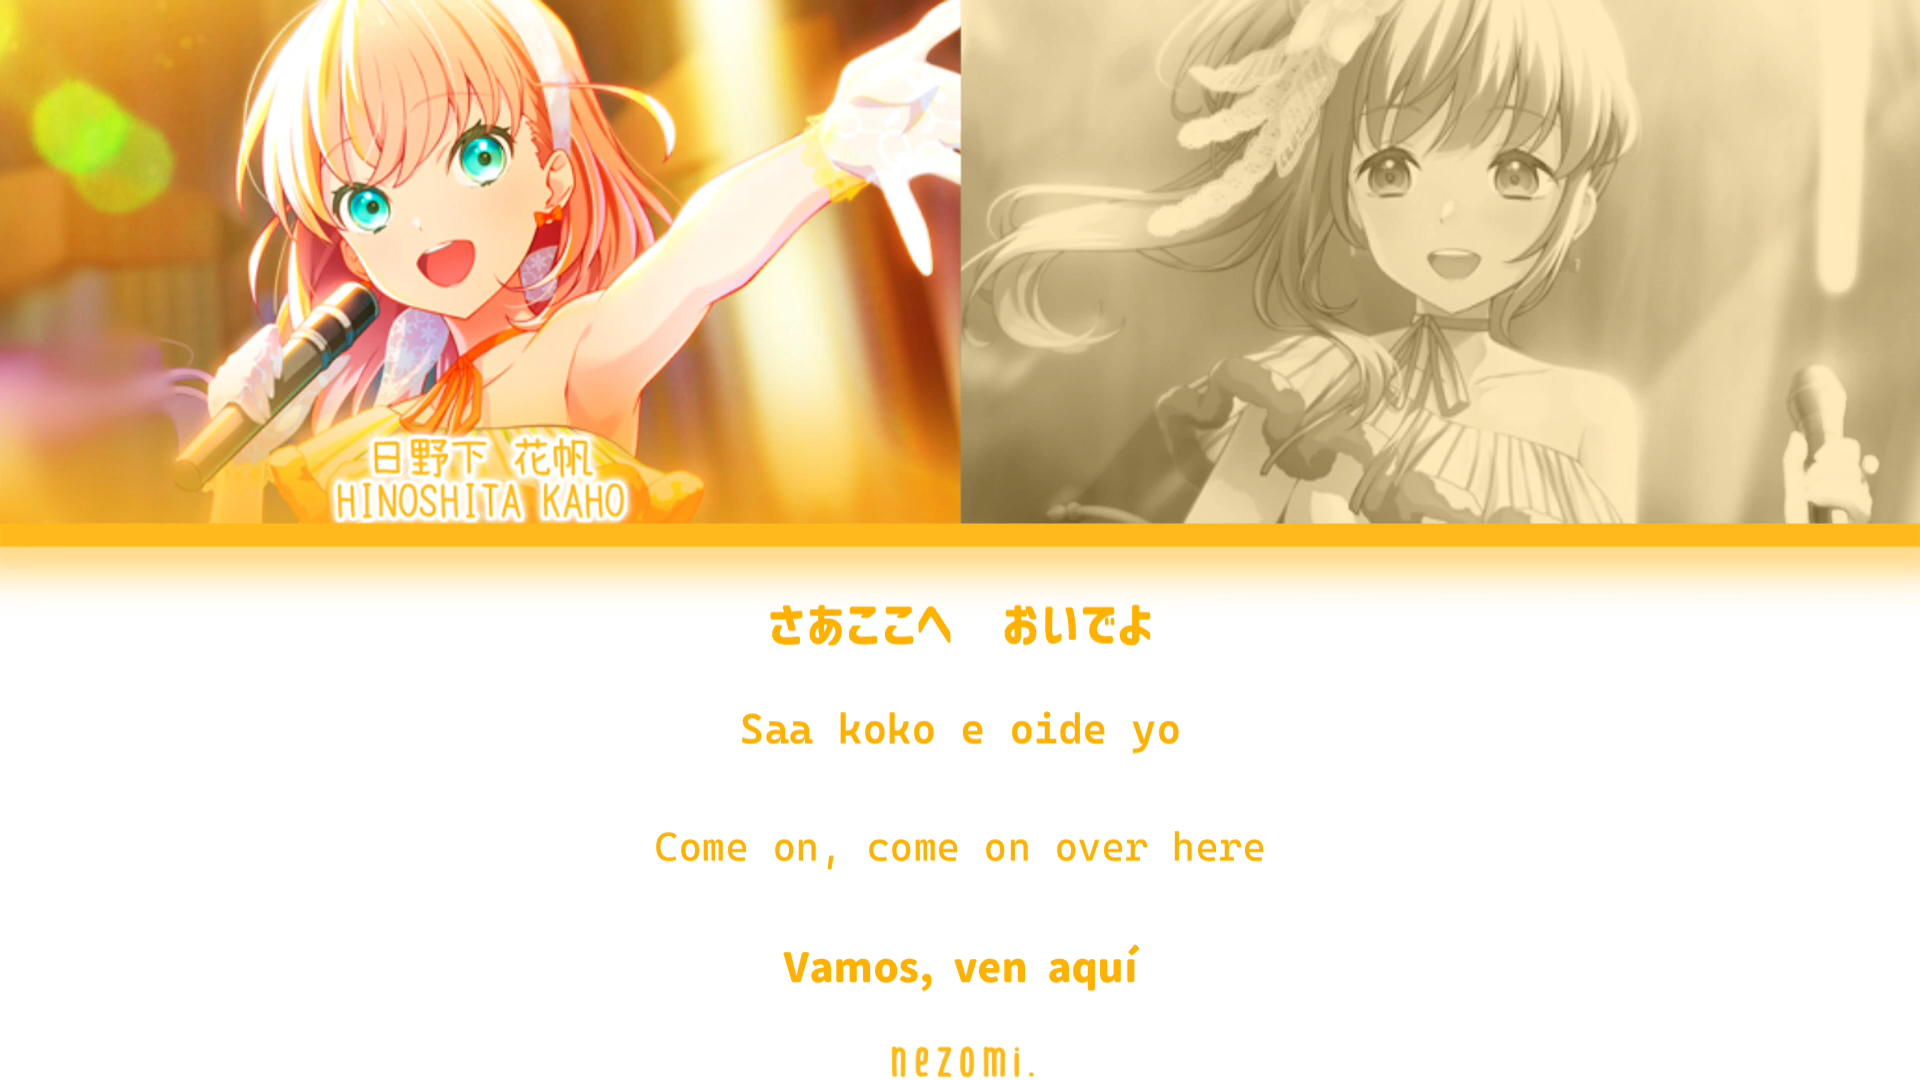 日野下 花帆
HINOSHITA KAHO
さあここへ　おいでよ
Saa koko e oide yo
Come on, come on over here
Vamos, ven aquí
nezomi.